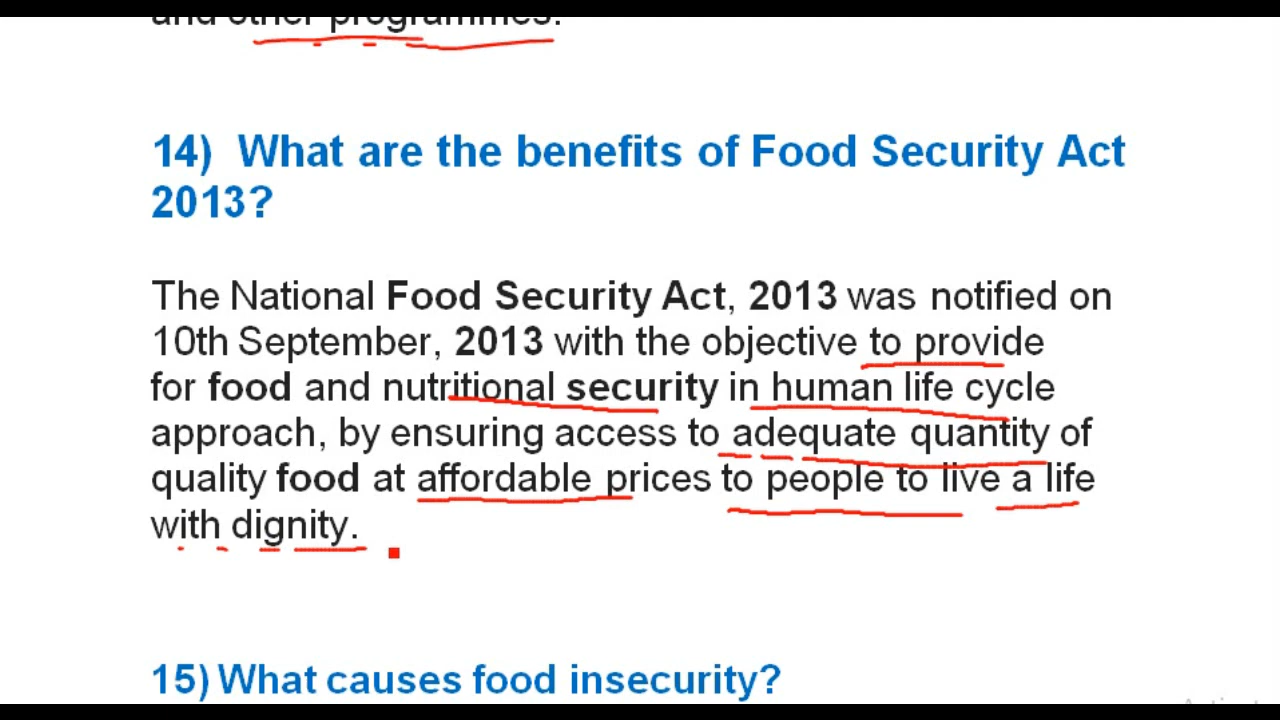 and other programmes.
14) What are the benefits of Food Security Act
2013?
The National Food Security Act, 2013 was notified on
10th September, 2013 with the objective to provide
for food and nutritional security in human life cycle
approach, by ensuring access to adequate quantity of
quality food at affordable prices to people to live a life
with dignity.
15) What causes food insecurity?